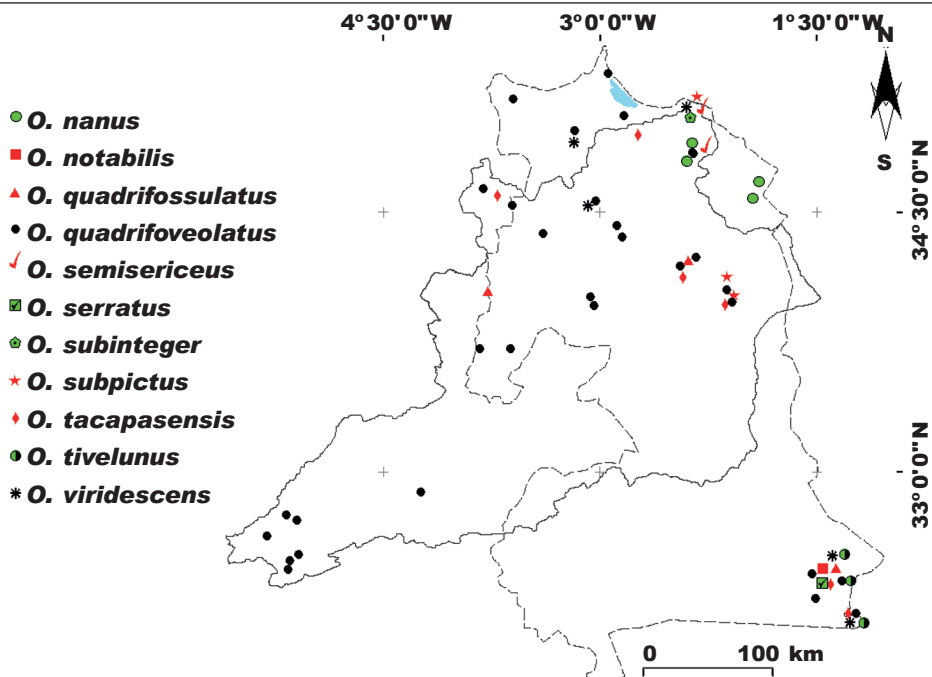 4°30'0"W 3°0'0"W 1°30'0"W
N
S
O. nanus
O. notabilis
O. quadrifossulatus
O. quadrifoveolatus
O. semisericeus
O. serratus
O. subinteger
O. subpictus
O. tacapasensis
O. tivelunus
O. viridescens
34°30'0"N
33°0'0"N
0 100 km